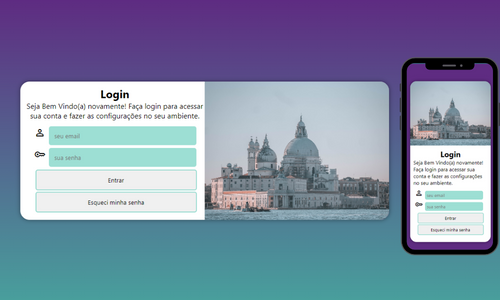 Login
Seja Bem Vindo(a) novamente! Faça login para acessar
sua conta e fazer as configurações no seu ambiente.
seu email
sua senha
Entrar
Esqueci minha senha
Login
Seja Bem Vindo(a) novamente!
Faça login para acessar sua
conta e fazer as configurações
no seu ambiente.
seu email
sua senha
Entrar
Esqueci minha senha